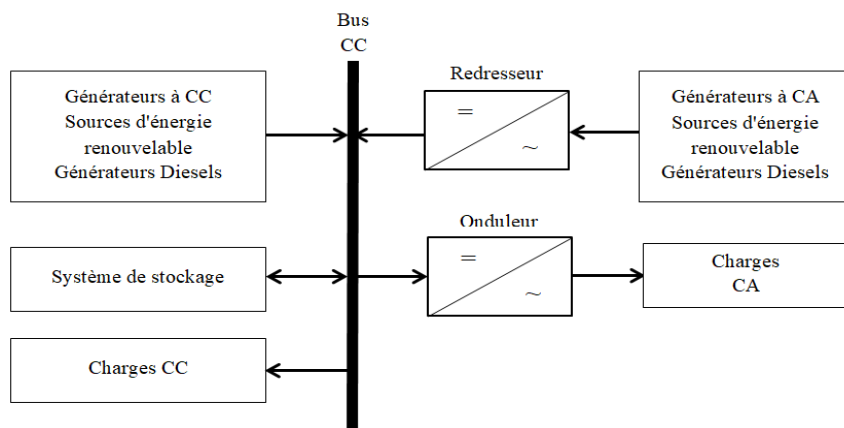 Bus
CC
Redresseur
Générateurs à CC
Sources d'énergie
renouvelable
Générateurs Diesels
=
~
Générateurs à CA
Sources d'énergie
renouvelable
Générateurs Diesels
Onduleur
Système de stockage
=
~
Charges
CA
Charges CC